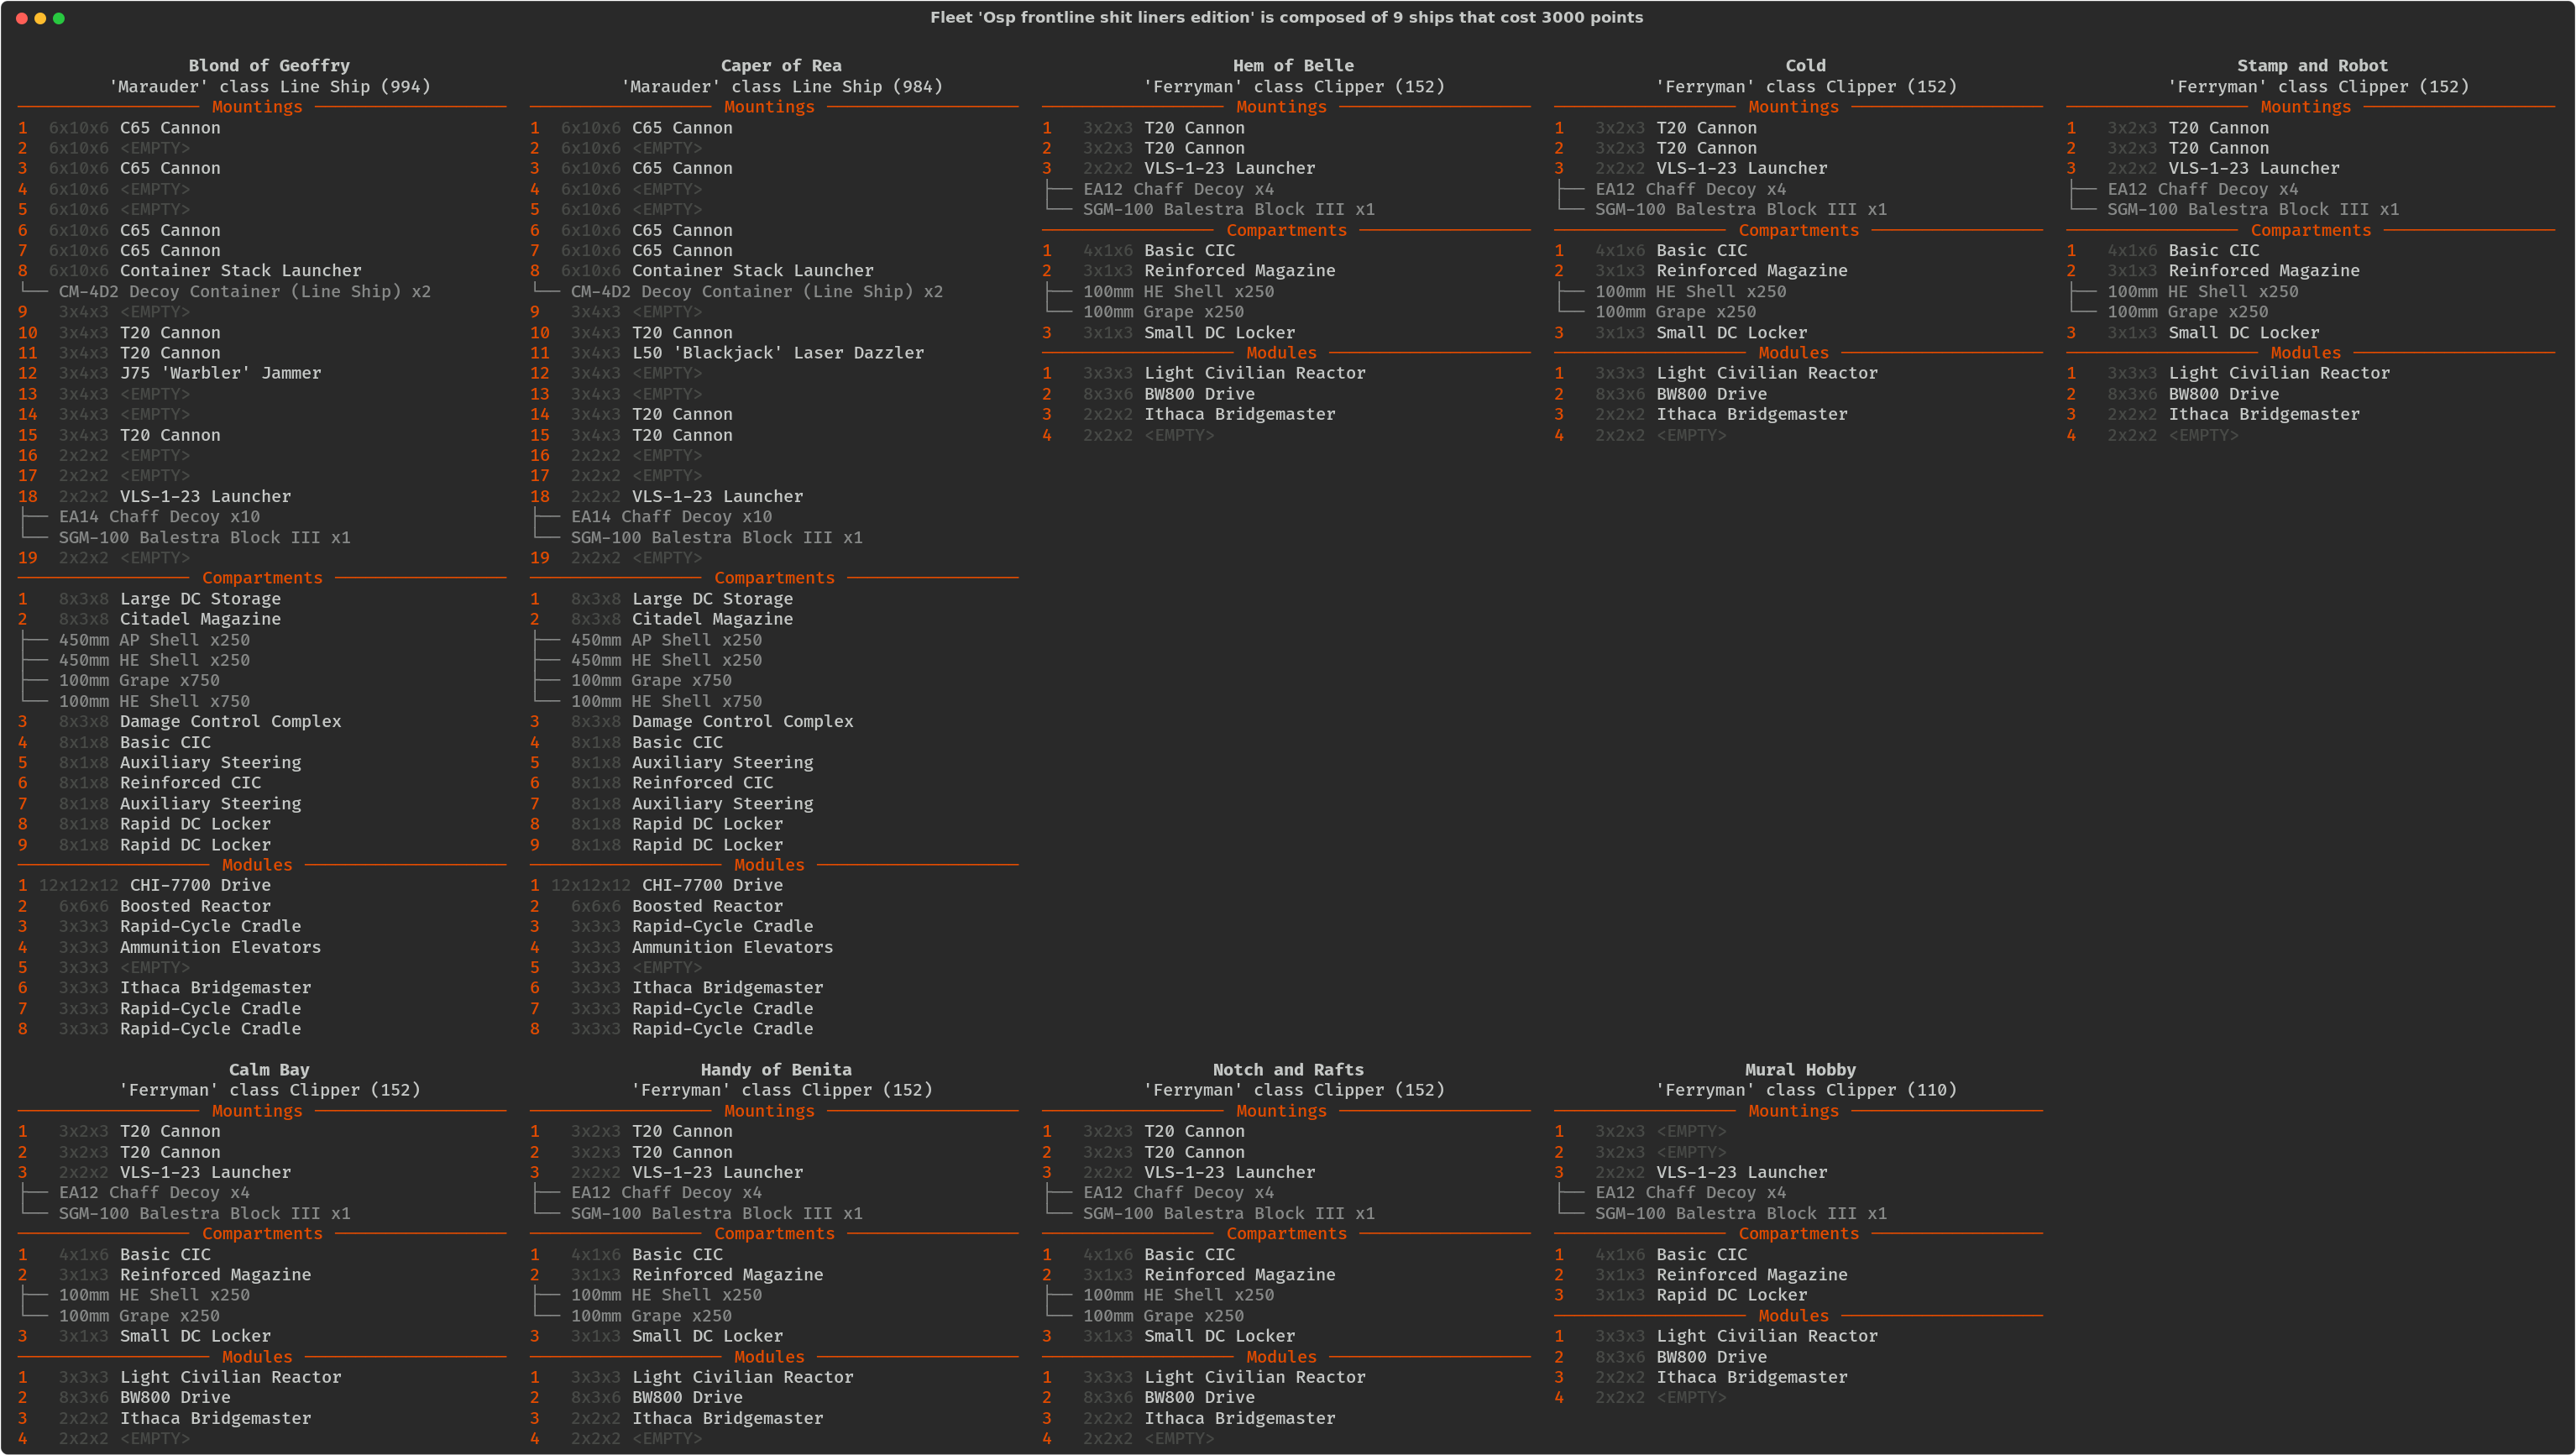 Fleet 'Osp frontline shit liners edition' is composed of 9 ships that cost 3000 points
Blond of Geoffry
'Marauder' class Line Ship (994)
Mountings
1 6x10x6 C65 Cannon
2 6x10x6 <EMPTY>
3 6x10x6 C65 Cannon
4 6x10x6 <EMPTY>
5 6x10x6 <EMPTY>
6 6x10x6 C65 Cannon
7 6x10x6 C65 Cannon
8 6x10x6 Container Stack Launcher
CM-4D2 Decoy Container (Line Ship) x2
9 3x4x3 <EMPTY>
10 3x4x3 T20 Cannon
11 3x4x3 T20 Cannon
12 3x4x3 J75 'Warbler' Jammer
13 3x4x3 <EMPTY>
14 3x4x3 <EMPTY>
15 3x4x3 T20 Cannon
16 2x2x2 <EMPTY>
17 2x2x2 <EMPTY>
18 2x2x2 VLS-1-23 Launcher
EA14 Chaff Decoy x10
SGM-100 Balestra Block III x1
19 2x2x2 <EMPTY>
Compartments
1 8x3x8 Large DC Storage
2 8x3x8 Citadel Magazine
450mm AP Shell x250
450mm HE Shell x250
100mm Grape x750
100mm HE Shell x750
3 8x3x8 Damage Control Complex
4 8x1x8 Basic CIC
5 8x1x8 Auxiliary Steering
6 8x1x8 Reinforced CIC
7 8x1x8 Auxiliary Steering
8 8x1x8 Rapid DC Locker
9 8x1x8 Rapid DC Locker
Modules
1 12x12x12 CHI-7700 Drive
2 6x6x6 Boosted Reactor
3 3x3x3 Rapid-Cycle Cradle
4 3x3x3 Ammunition Elevators
5 3x3x3 <EMPTY>
6 3x3x3 Ithaca Bridgemaster
7 3x3x3 Rapid-Cycle Cradle
8 3x3x3 Rapid-Cycle Cradle
Caper of Rea
'Marauder' class Line Ship (984)
Mountings
1 6x10x6 C65 Cannon
2 6x10x6 <EMPTY>
3 6x10x6 C65 Cannon
4 6x10x6 <EMPTY>
5 6x10x6 <EMPTY>
6 6x10x6 C65 Cannon
7 6x10x6 C65 Cannon
8 6x10x6 Container Stack Launcher
CM-4D2 Decoy Container (Line Ship) x2
9 3x4x3 <EMPTY>
10 3x4x3 T20 Cannon
11 3x4x3 L50 'Blackjack' Laser Dazzler
12 3x4x3 <EMPTY>
13 3x4x3 <EMPTY>
14 3x4x3 T20 Cannon
15 3x4x3 T20 Cannon
16 2x2x2 <EMPTY>
17 2x2x2 <EMPTY>
18 2x2x2 VLS-1-23 Launcher
EA14 Chaff Decoy x10
SGM-100 Balestra Block III x1
19 2x2x2 <EMPTY>
Compartments
1 8x3x8 Large DC Storage
2 8x3x8 Citadel Magazine
450mm AP Shell x250
450mm HE Shell x250
100mm Grape x750
100mm HE Shell x750
3 8x3x8 Damage Control Complex
4 8x1x8 Basic CIC
5 8x1x8 Auxiliary Steering
6 8x1x8 Reinforced CIC
7 8x1x8 Auxiliary Steering
8 8x1x8 Rapid DC Locker
9 8x1x8 Rapid DC Locker
Modules
1 12x12x12 CHI-7700 Drive
2 6x6x6 Boosted Reactor
3 3x3x3 Rapid-Cycle Cradle
4 3x3x3 Ammunition Elevators
5 3x3x3 <EMPTY>
6 3x3x3 Ithaca Bridgemaster
7 3x3x3 Rapid-Cycle Cradle
8 3x3x3 Rapid-Cycle Cradle
Hem of Belle
'Ferryman' class Clipper (152)
Mountings
1 3x2x3 T20 Cannon
2 3x2x3 T20 Cannon
3 2x2x2 VLS-1-23 Launcher
EA12 Chaff Decoy x4
SGM-100 Balestra Block III x1
Compartments
1 4x1x6 Basic CIC
2 3x1x3 Reinforced Magazine
100mm HE Shell x250
100mm Grape x250
3 3x1x3 Small DC Locker
Modules
1 3x3x3 Light Civilian Reactor
2 8x3x6 BW800 Drive
3 2x2x2 Ithaca Bridgemaster
4 2x2x2 <EMPTY>
Cold
'Ferryman' class Clipper (152)
Mountings
1 3x2x3 T20 Cannon
2 3x2x3 T20 Cannon
3 2x2x2 VLS-1-23 Launcher
EA12 Chaff Decoy x4
SGM-100 Balestra Block III x1
Compartments
1 4x1x6 Basic CIC
2 3x1x3 Reinforced Magazine
100mm HE Shell x250
100mm Grape x250
3 3x1x3 Small DC Locker
Modules
1 3x3x3 Light Civilian Reactor
2 8x3x6 BW800 Drive
3 2x2x2 Ithaca Bridgemaster
4 2x2x2 <EMPTY>
Stamp and Robot
'Ferryman' class Clipper (152)
Mountings
1 3x2x3 T20 Cannon
2 3x2x3 T20 Cannon
3 2x2x2 VLS-1-23 Launcher
EA12 Chaff Decoy x4
SGM-100 Balestra Block III x1
Compartments
1 4x1x6 Basic CIC
2 3x1x3 Reinforced Magazine
100mm HE Shell x250
100mm Grape x250
3 3x1x3 Small DC Locker
Modules
1 3x3x3 Light Civilian Reactor
2 8x3x6 BW800 Drive
3 2x2x2 Ithaca Bridgemaster
4 2x2x2 <EMPTY>
Calm Bay
'Ferryman' class Clipper (152)
Mountings
1 3x2x3 T20 Cannon
2 3x2x3 T20 Cannon
3 2x2x2 VLS-1-23 Launcher
EA12 Chaff Decoy x4
SGM-100 Balestra Block III x1
Compartments
1 4x1x6 Basic CIC
2 3x1x3 Reinforced Magazine
100mm HE Shell x250
100mm Grape x250
3 3x1x3 Small DC Locker
Modules
1 3x3x3 Light Civilian Reactor
2 8x3x6 BW800 Drive
3 2x2x2 Ithaca Bridgemaster
4 2x2x2 <EMPTY>
Handy of Benita
'Ferryman' class Clipper (152)
Mountings
1 3x2x3 T20 Cannon
2 3x2x3 T20 Cannon
3 2x2x2 VLS-1-23 Launcher
EA12 Chaff Decoy x4
SGM-100 Balestra Block III x1
Compartments
1 4x1x6 Basic CIC
2 3x1x3 Reinforced Magazine
100mm HE Shell x250
100mm Grape x250
3 3x1x3 Small DC Locker
Modules
1 3x3x3 Light Civilian Reactor
2 8x3x6 BW800 Drive
3 2x2x2 Ithaca Bridgemaster
4 2x2x2 <EMPTY>
Notch and Rafts
'Ferryman' class Clipper (152)
Mountings
1 3x2x3 T20 Cannon
2 3x2x3 T20 Cannon
3 2x2x2 VLS-1-23 Launcher
EA12 Chaff Decoy x4
SGM-100 Balestra Block III x1
Compartments
1 4x1x6 Basic CIC
2 3x1x3 Reinforced Magazine
100mm HE Shell x250
100mm Grape x250
3 3x1x3 Small DC Locker
Modules
1 3x3x3 Light Civilian Reactor
2 8x3x6 BW800 Drive
3 2x2x2 Ithaca Bridgemaster
4 2x2x2 <EMPTY>
Mural Hobby
'Ferryman' class Clipper (110)
Mountings
1 3x2x3 <EMPTY>
2 3x2x3 <EMPTY>
3 2x2x2 VLS-1-23 Launcher
EA12 Chaff Decoy x4
SGM-100 Balestra Block III x1
Compartments
1 4x1x6 Basic CIC
2 3x1x3 Reinforced Magazine
3 3x1x3 Rapid DC Locker
Modules
1 3x3x3 Light Civilian Reactor
2 8x3x6 BW800 Drive
3 2x2x2 Ithaca Bridgemaster
4 2x2x2 <EMPTY>